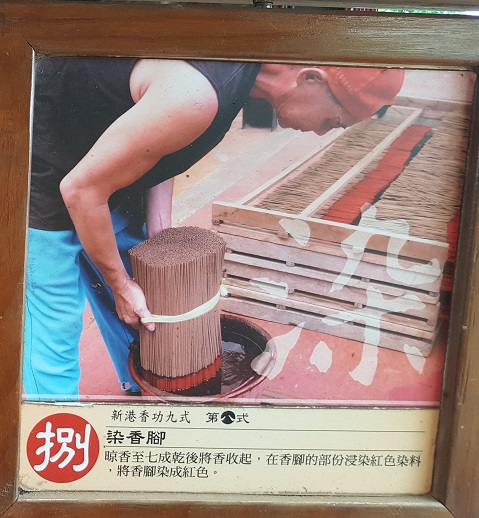 染
新港香功九式 第八式
捌
染香腳
晾香至七成乾後將香收起，在香腳的部份浸染紅色染料
，將香腳染成紅色。